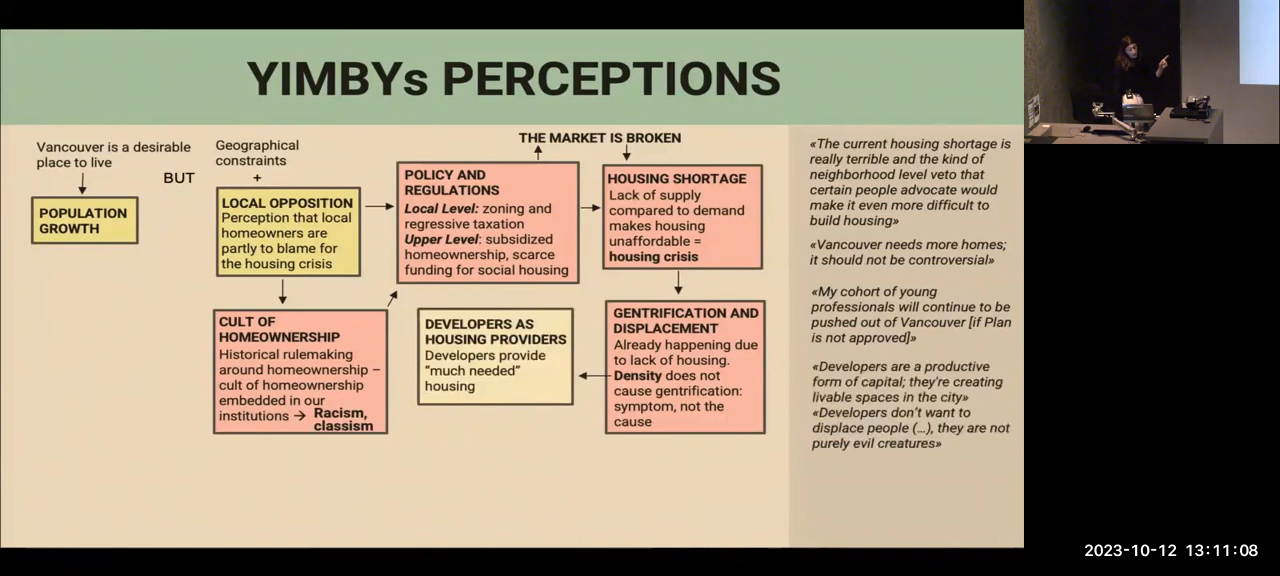 YIMBYs PERCEPTIONS
Vancouver is a desirable
place to live
BUT
POPULATION
GROWTH
Geographical
constraints
+
LOCAL OPPOSITION
Perception that local
homeowners are
partly to blame for
the housing crisis
CULT OF
HOMEOWNERSHIP
Historical rulemaking
around homeownership –
cult of homeownership
embedded in our
institutions → Racism,
classism
THE MARKET IS BROKEN
POLICY AND
REGULATIONS
Local Level: zoning and
regressive taxation
Upper Level: subsidized
homeownership, scarce
funding for social housing
HOUSING SHORTAGE
Lack of supply
compared to demand
makes housing
unaffordable =
housing crisis
GENTRIFICATION AND
DISPLACEMENT
Already happening due
to lack of housing.
Density does not
cause gentrification:
symptom, not the
cause
DEVELOPERS AS
HOUSING PROVIDERS
Developers provide
“much needed”
housing
«The current housing shortage is
really terrible and the kind of
neighborhood level veto that
certain people advocate would
make it even more difficult to
build housing»
«Vancouver needs more homes;
it should not be controversial»
«My cohort of young
professionals will continue to be
pushed out of Vancouver [if Plan
is not approved]»
«Developers are a productive
form of capital; they're creating
livable spaces in the city»
«Developers don't want to
displace people (…), they are not
purely evil creatures»
2023-10-12 13:11:08